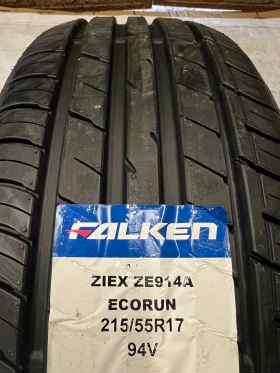 FALKEN
ZIEX ZE914A
ECORUN
215/55R17
94V